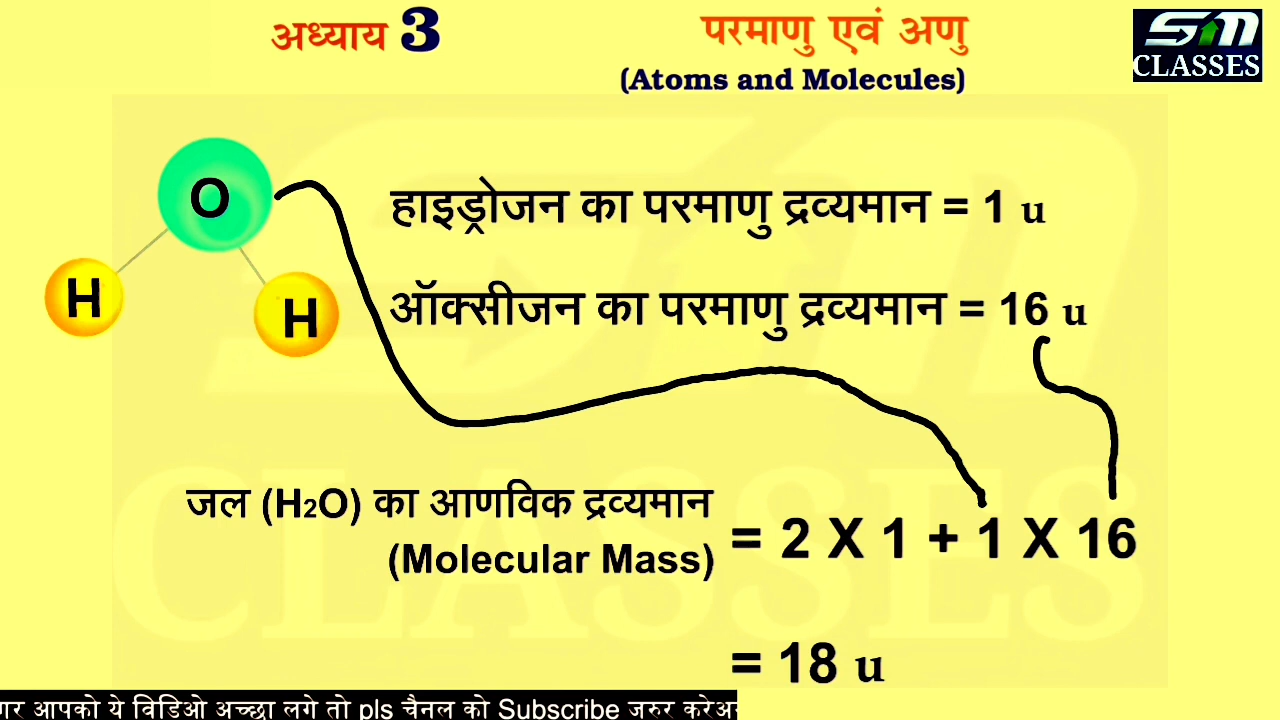 अध्याय 3
परमाणु एवं अणु
(Atoms and Molecules)
SM
CLASSES
O
H
H
हाइड्रोजन का परमाणु द्रव्यमान = 1 u
ऑक्सीजन का परमाणु द्रव्यमान = 16 u
जल (H₂O) का आणविक द्रव्यमान
(Molecular Mass)
= 2 X 1 + 1 X 16
= 18 u
आपको ये विडिओ अच्छा लगे तो pls चैनल को Subscribe जरुर करे